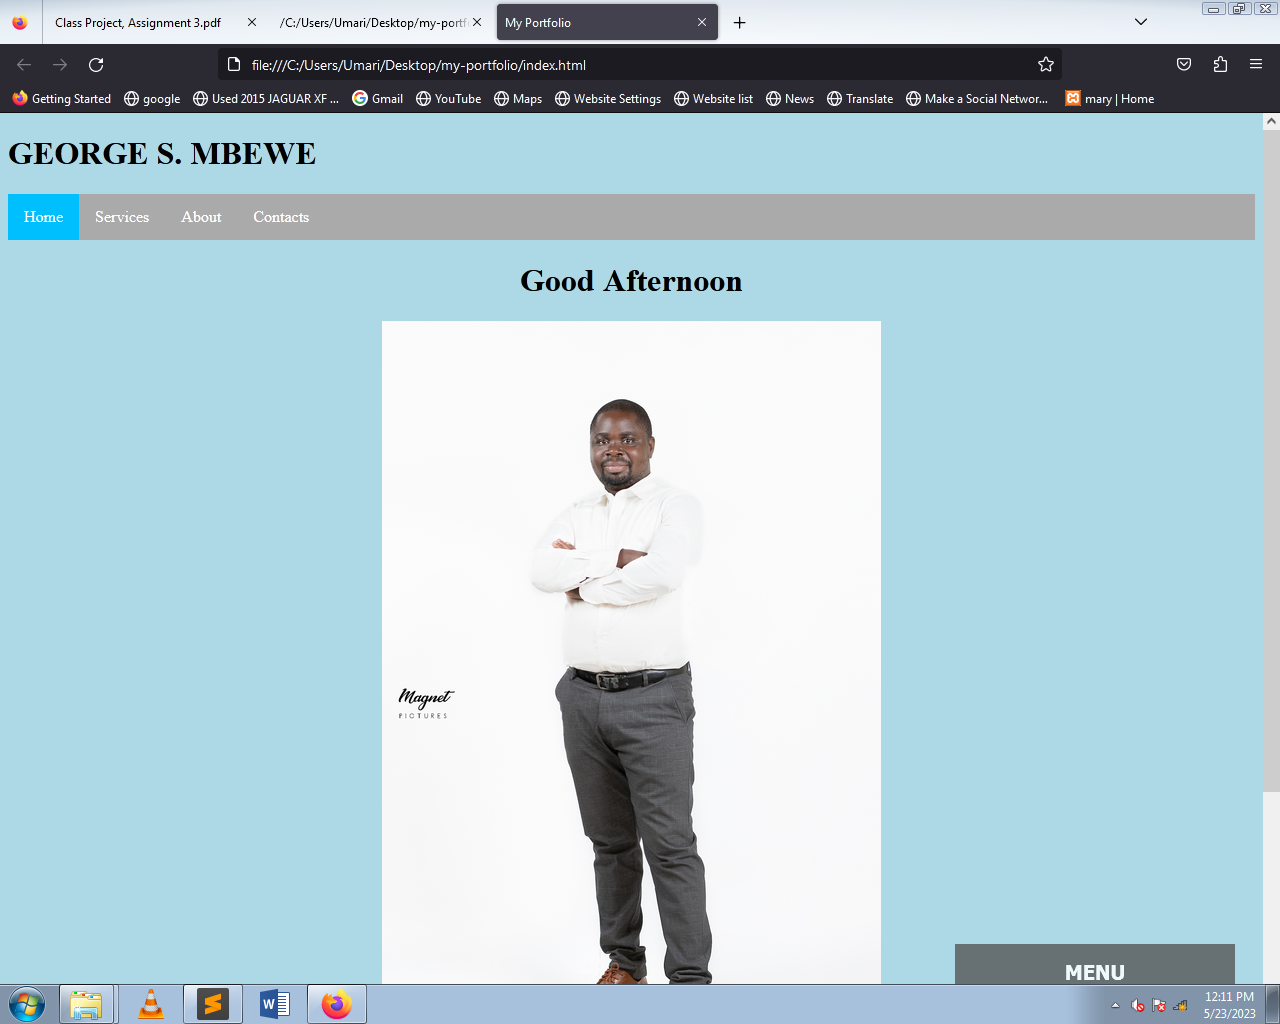 Class Project, Assignment 3.pdf
/C:/Users/Umari/Desktop/my-portf
My Portfolio
file:///C:/Users/Umari/Desktop/my-portfolio/index.html
Getting Started google Used 2015 JAGUAR XF ... Gmail YouTube Maps Website Settings Website list News Translate Make a Social Networ... mary | Home
GEORGE S. MBEWE
Home Services About Contacts
Good Afternoon
Magnet
PICTURES
MENU
12:11 PM
5/23/2023